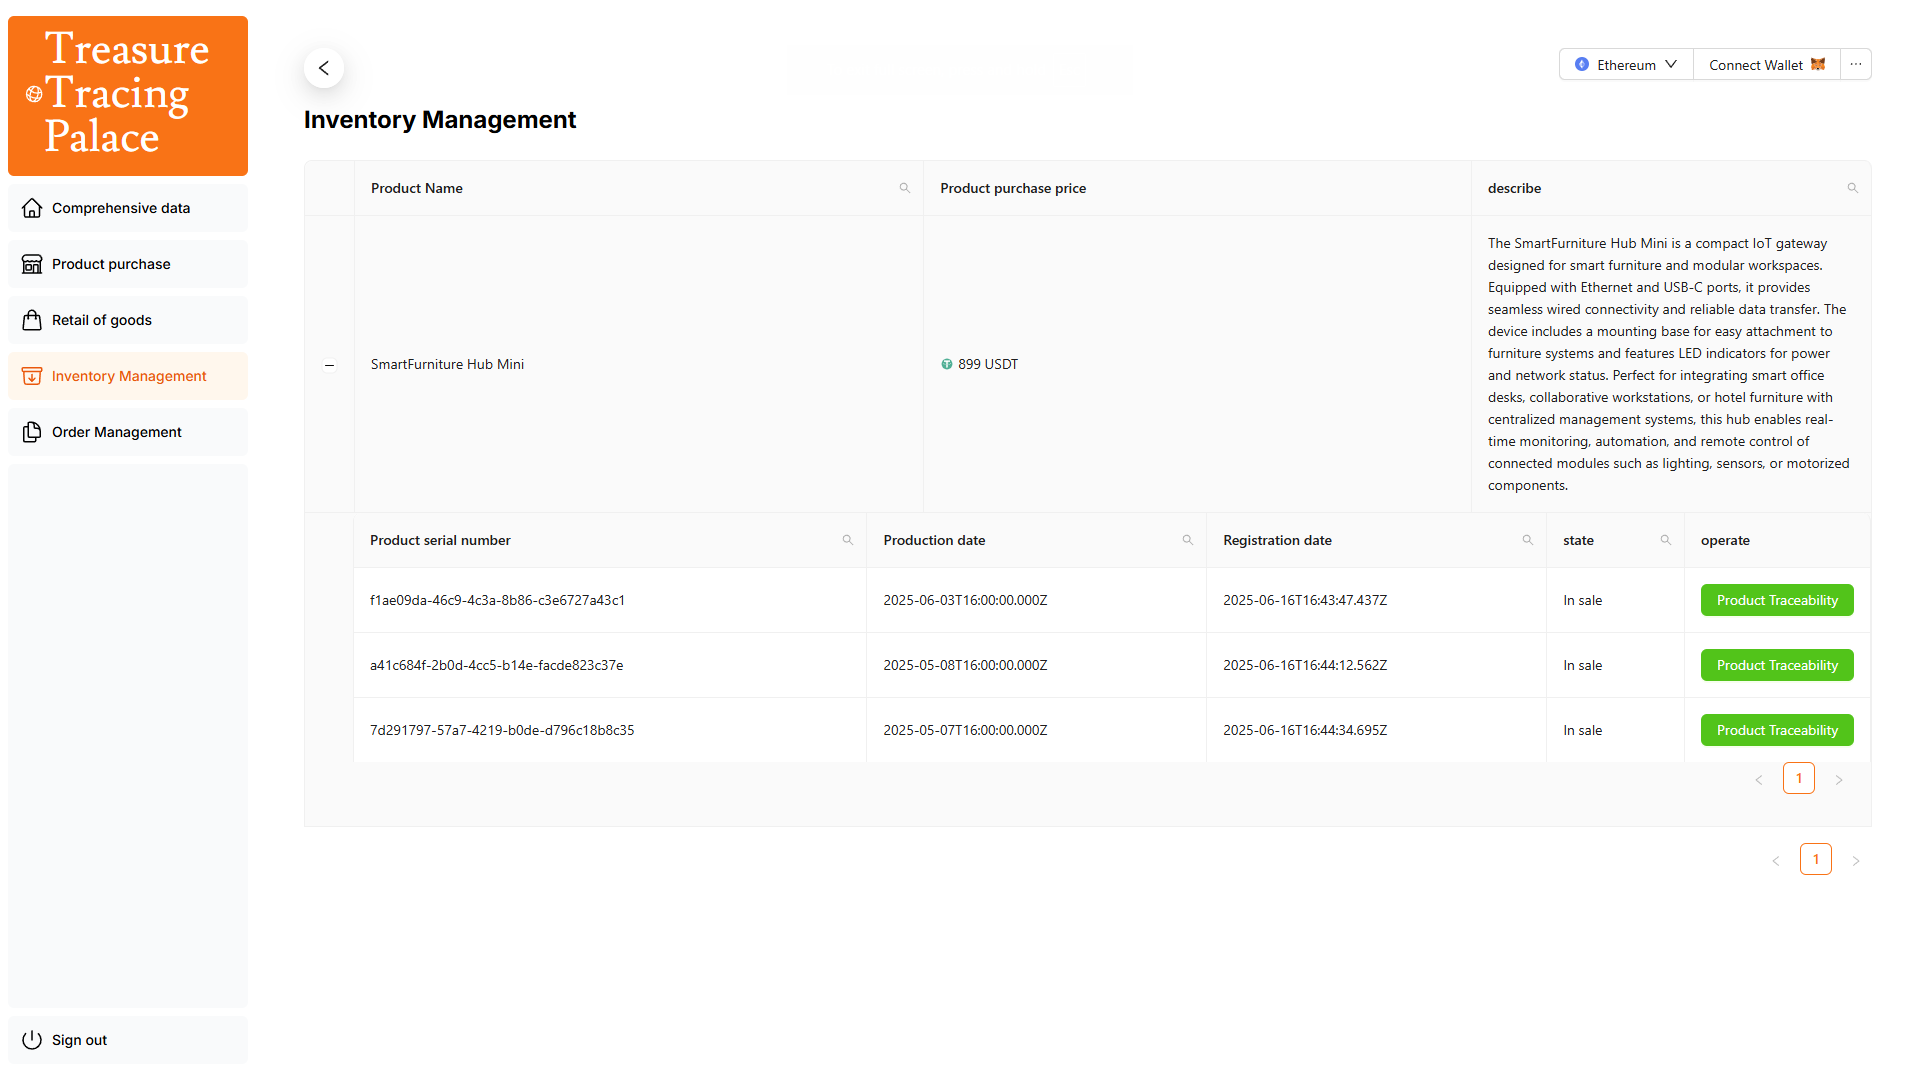 Treasure
Tracing
Palace
Comprehensive data
Product purchase
Retail of goods
Inventory Management
Order Management
Sign out
Ethereum
Connect Wallet
Inventory Management
Product Name
Product purchase price
describe
SmartFurniture Hub Mini
899 USDT
The SmartFurniture Hub Mini is a compact IoT gateway
designed for smart furniture and modular workspaces.
Equipped with Ethernet and USB-C ports, it provides
seamless wired connectivity and reliable data transfer. The
device includes a mounting base for easy attachment to
furniture systems and features LED indicators for power
and network status. Perfect for integrating smart office
desks, collaborative workstations, or hotel furniture with
centralized management systems, this hub enables real-
time monitoring, automation, and remote control of
connected modules such as lighting, sensors, or motorized
components.
Product serial number
Production date
Registration date
state
operate
f1ae09da-46c9-4c3a-8b86-c3e6727a43c1
2025-06-03T16:00:00.000Z
2025-06-16T16:43:47.437Z
In sale
Product Traceability
a41c684f-2b0d-4cc5-b14e-facde823c37e
2025-05-08T16:00:00.000Z
2025-06-16T16:44:12.562Z
In sale
Product Traceability
7d291797-57a7-4219-b0de-d796c18b8c35
2025-05-07T16:00:00.000Z
2025-06-16T16:44:34.695Z
In sale
Product Traceability
1
1